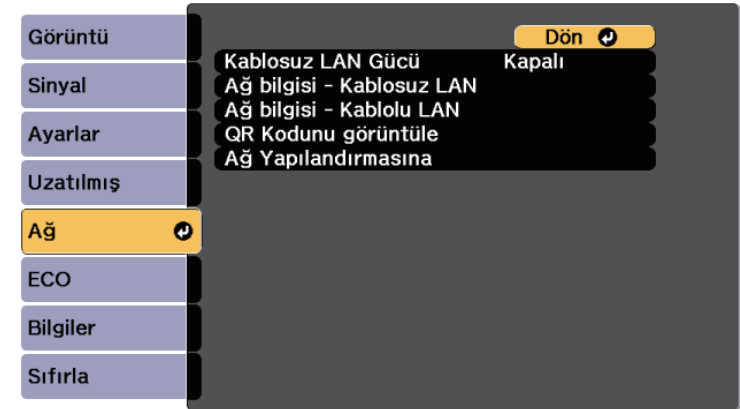 Görüntü
Sinyal
Ayarlar
Uzatılmış
Ağ
ECO
Bilgiler
Sıfırla
Dön
Kablosuz LAN Gücü Kapalı
Ağ bilgisi - Kablosuz LAN
Ağ bilgisi - Kablolu LAN
QR Kodunu görüntüle
Ağ Yapılandırmasına